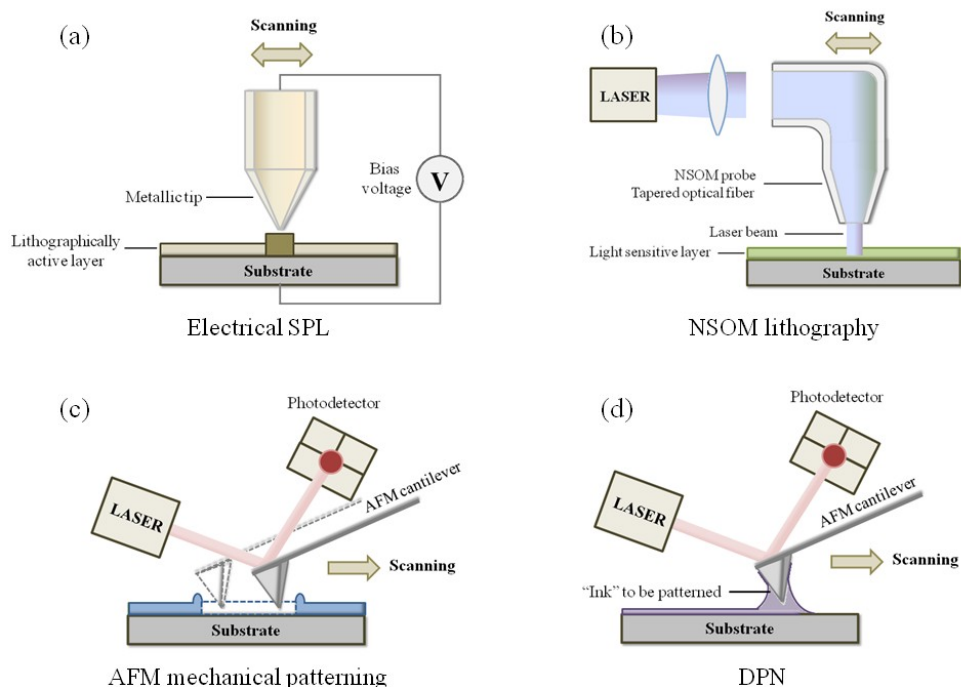 (a)
Scanning
Metallic tip
Bias
voltage
V
Lithographically
active layer
Substrate
Electrical SPL
(b)
Scanning
LASER
NSOM probe
Tapered optical fiber
Laser beam
Light sensitive layer
Substrate
NSOM lithography
(c)
Photodetector
LASER
AFM cantilever
Scanning
Substrate
AFM mechanical patterning
(d)
Photodetector
LASER
AFM cantilever
Scanning
“Ink” to be patterned
Substrate
DPN